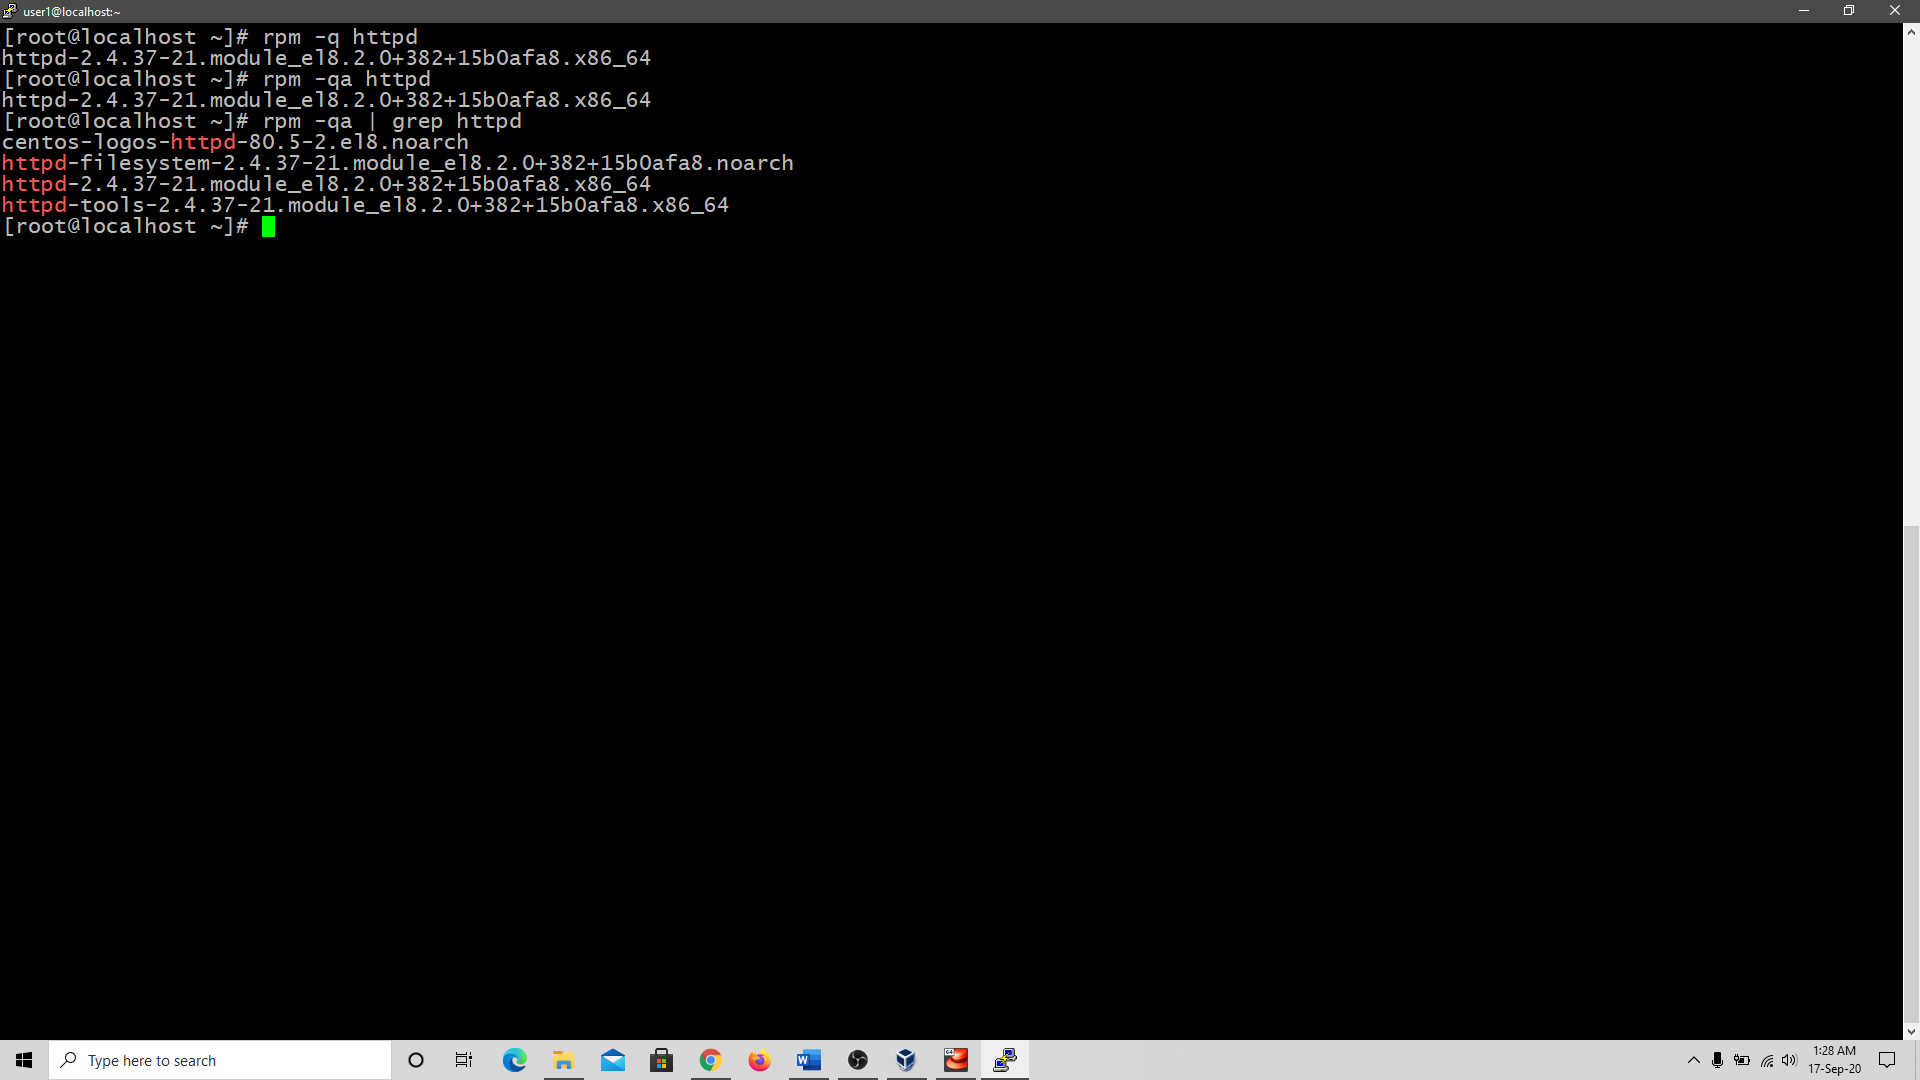 user1@localhost:~
[root@localhost ~]# rpm -q httpd
httpd-2.4.37-21.module_el8.2.0+382+15b0afa8.x86_64
[root@localhost ~]# rpm -qa httpd
httpd-2.4.37-21.module_el8.2.0+382+15b0afa8.x86_64
[root@localhost ~]# rpm -qa | grep httpd
centos-logos-httpd-80.5-2.el8.noarch
httpd-filesystem-2.4.37-21.module_el8.2.0+382+15b0afa8.noarch
httpd-2.4.37-21.module_el8.2.0+382+15b0afa8.x86_64
httpd-tools-2.4.37-21.module_el8.2.0+382+15b0afa8.x86_64
[root@localhost ~]#
Type here to search
1:28 AM
17-Sep-20